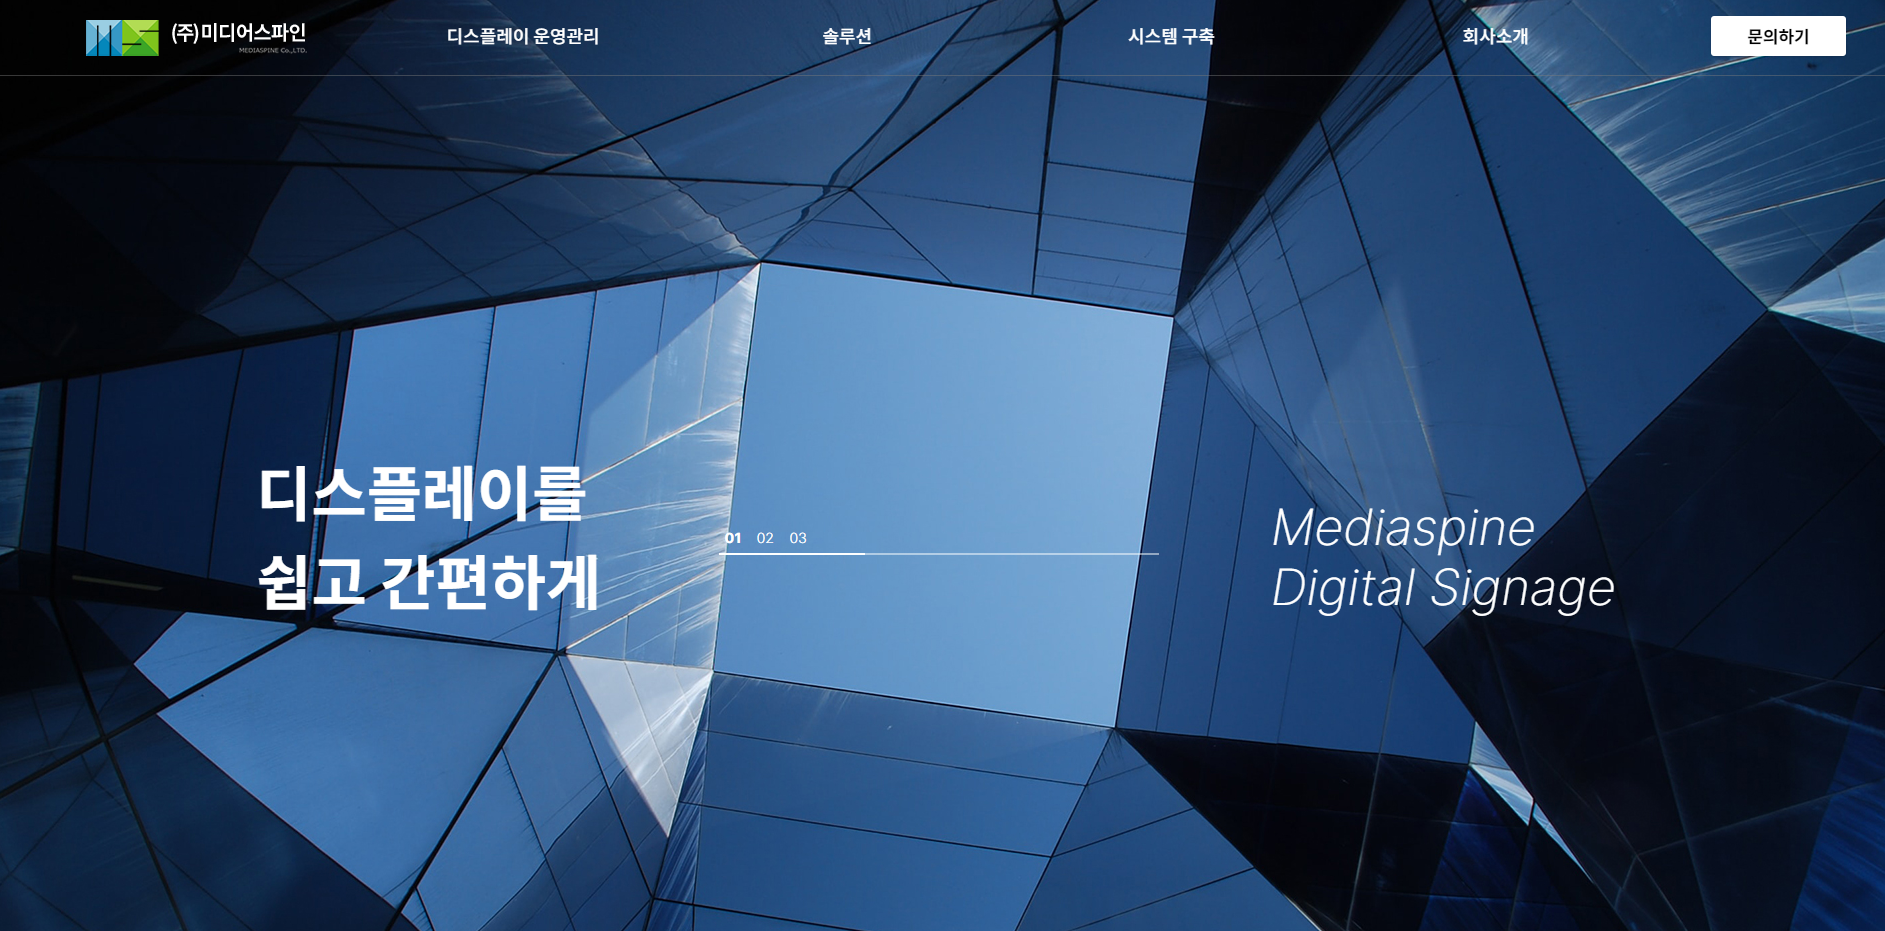 (주)미디어스파인
MEDIASPINE Co.,LTD.
디스플레이 운영관리
솔루션
시스템 구축
회사소개
문의하기
디스플레이를
쉽고 간편하게
01 02 03
Mediaspine
Digital Signage